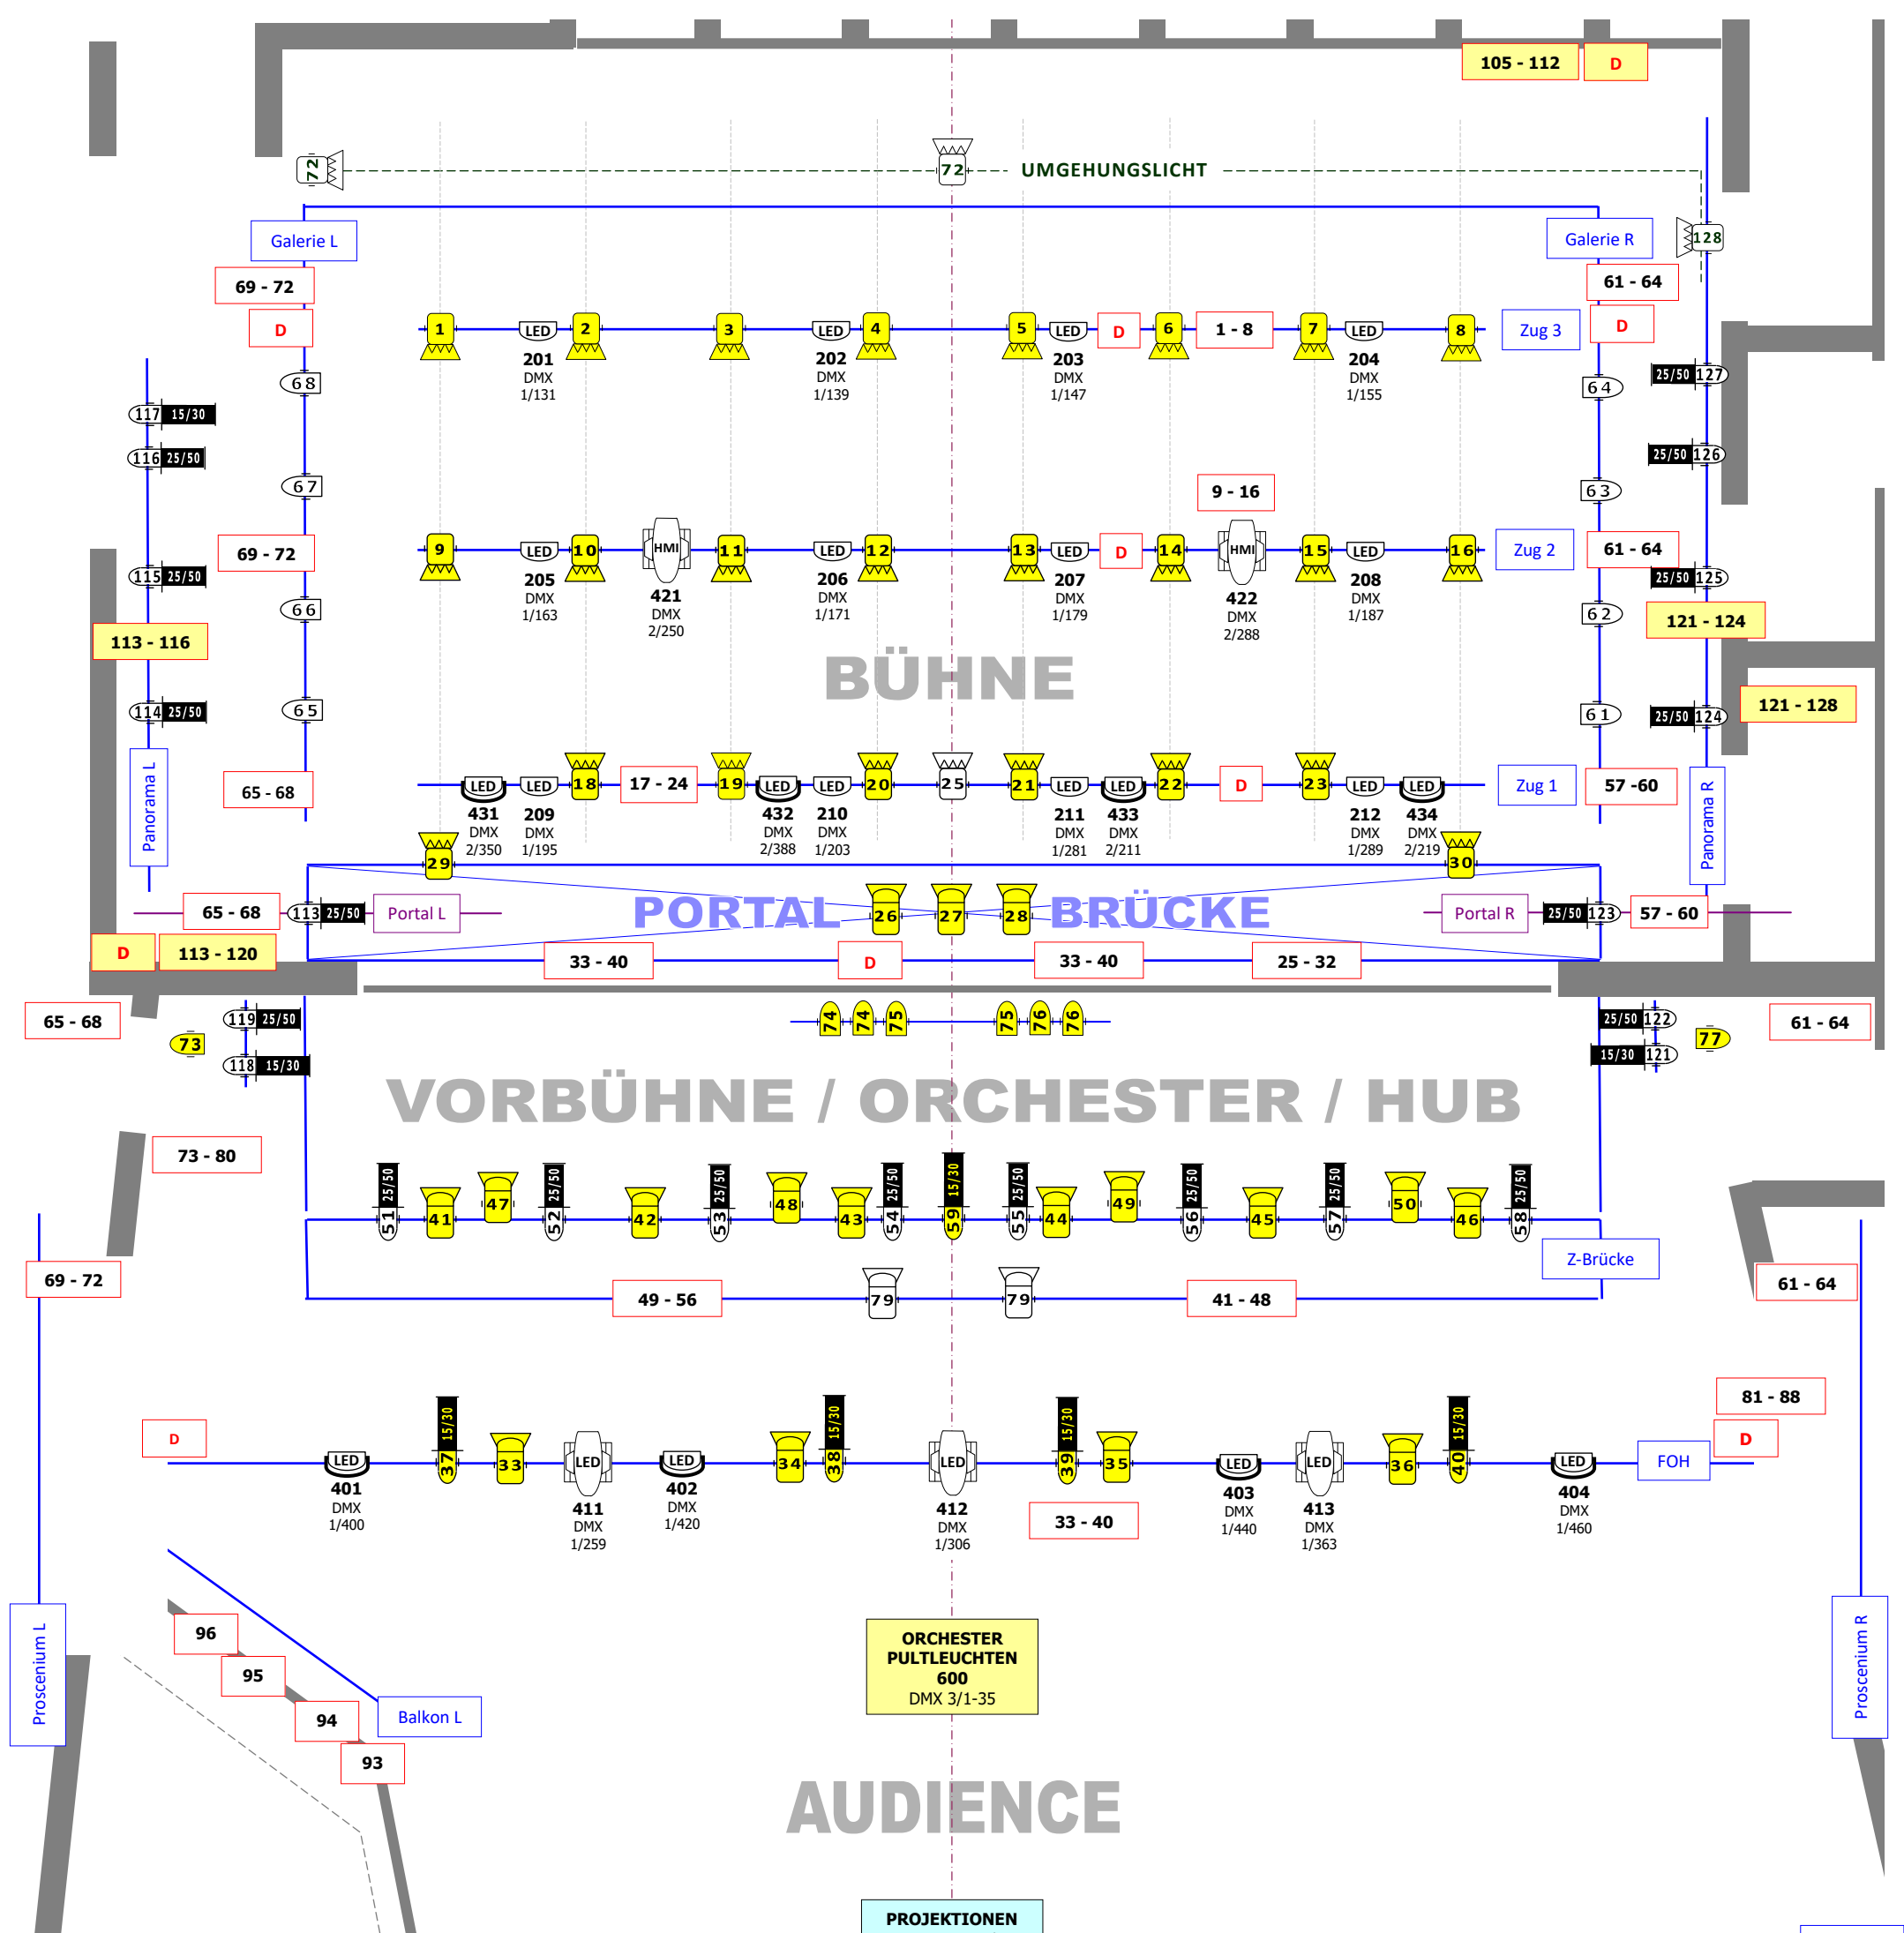 105 - 112 D
72 72 UMGEHUNGSLICHT
128
Galerie L Galerie R
69 - 72 61 - 64
D D
1 LED 2 3 LED 4 5 LED D 6 1 - 8 7 LED 8 Zug 3
201 202 203 204
DMX DMX DMX DMX
1/131 1/139 1/147 1/155
68 64 25/50 127
117 15/30
116 25/50 25/50 126
67 9 - 16 63
69 - 72 9 LED 10 HMI 11 LED 12 13 LED D 14 HMI 15 LED 16 Zug 2 61 - 64
115 25/50 25/50 125
205 421 206 207 422 208
DMX DMX DMX DMX DMX DMX
1/163 2/250 1/171 1/179 2/288 1/187
66 62
113 - 116 121 - 124
BÜHNE
114 25/50 65 61 25/50 124 121 - 128
Panorama L Panorama R
65 - 68 LED LED 18 17 - 24 19 LED LED 20 25 21 LED LED 22 D 23 LED LED Zug 1 57 -60
431 209 432 210 211 433 212 434
DMX DMX DMX DMX DMX DMX DMX DMX
2/350 1/195 2/388 1/203 1/281 2/211 1/289 2/219
29 30
65 - 68 113 25/50 Portal L PORTAL 26 27 28 BRÜCKE Portal R 25/50 123 57 - 60
D 113 - 120 33 - 40 D 33 - 40 25 - 32
65 - 68 119 25/50 74 74 75 75 76 76 25/50 122 61 - 64
73 118 15/30 15/30 121 77
VORBÜHNE / ORCHESTER / HUB
73 - 80
51 25/50 41 47 52 25/50 42 53 25/50 48 43 54 25/50 59 15/30 55 25/50 44 49 56 25/50 45 57 25/50 50 46 58 25/50
Z-Brücke
69 - 72 61 - 64
49 - 56 79 79 41 - 48
81 - 88
D D
LED 37 15/30 33 LED LED 34 38 15/30 LED 39 15/30 35 LED LED 36 40 15/30 LED FOH
401 411 402 412 403 413 404
DMX DMX DMX DMX DMX DMX DMX
1/400 1/259 1/420 1/306 1/440 1/363 1/460
33 - 40
Proscenium L Proscenium R
96
95
94
93
Balkon L
ORCHESTER
PULTLEUCHTEN
600
DMX 3/1-35
AUDIENCE
PROJEKTIONEN